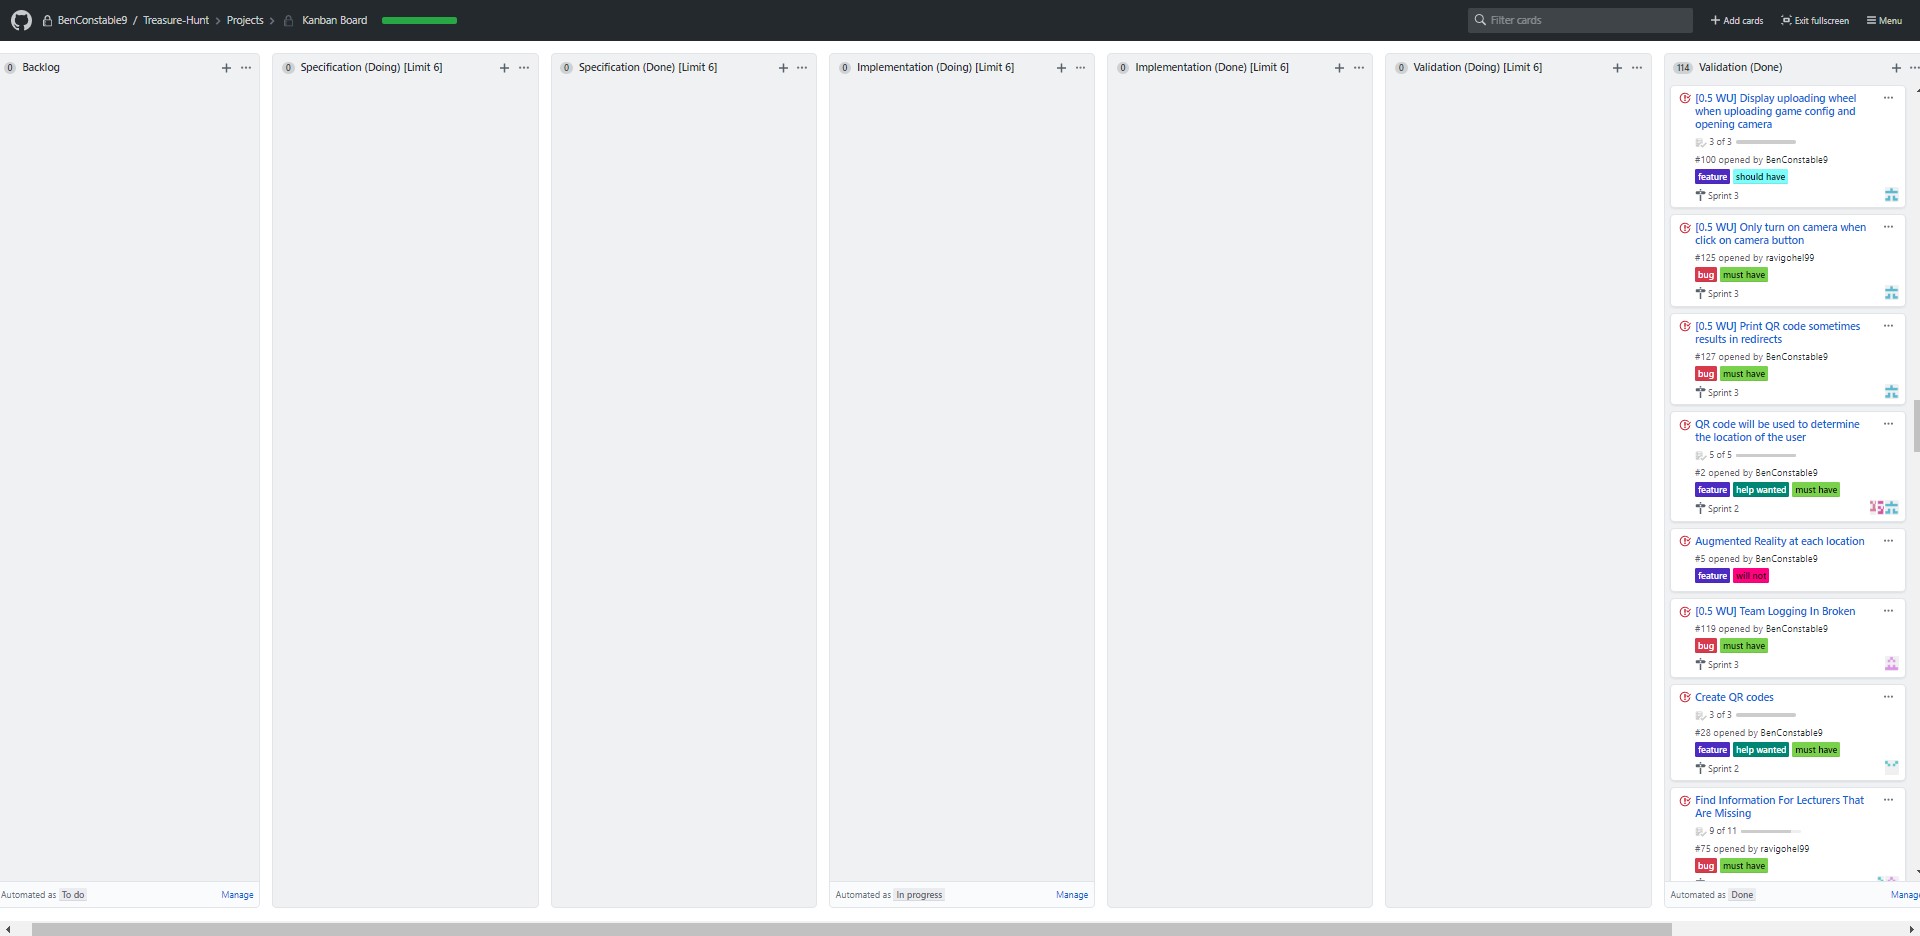 BenConstable9 / Treasure-Hunt Projects Kanban Board Filter cards Add cards Exit fullscreen Menu
0 Backlog
Automated as To do Manage
0 Specification (Doing) [Limit 6]
0 Specification (Done) [Limit 6]
0 Implementation (Doing) [Limit 6]
Automated as In progress Manage
0 Implementation (Done) [Limit 6]
0 Validation (Doing) [Limit 6]
114 Validation (Done)
[0.5 WU] Display uploading wheel
when uploading game config and
opening camera
3 of 3
#100 opened by BenConstable9
feature should have
Sprint 3
[0.5 WU] Only turn on camera when
click on camera button
#125 opened by ravigohel99
bug must have
Sprint 3
[0.5 WU] Print QR code sometimes
results in redirects
#127 opened by BenConstable9
bug must have
Sprint 3
QR code will be used to determine
the location of the user
5 of 5
#2 opened by BenConstable9
feature help wanted must have
Sprint 2
Augmented Reality at each location
#5 opened by BenConstable9
feature will not
[0.5 WU] Team Logging In Broken
#119 opened by BenConstable9
bug must have
Sprint 3
Create QR codes
3 of 3
#28 opened by BenConstable9
feature help wanted must have
Sprint 2
Find Information For Lecturers That
Are Missing
9 of 11
#75 opened by ravigohel99
bug must have
Automated as Done Manage